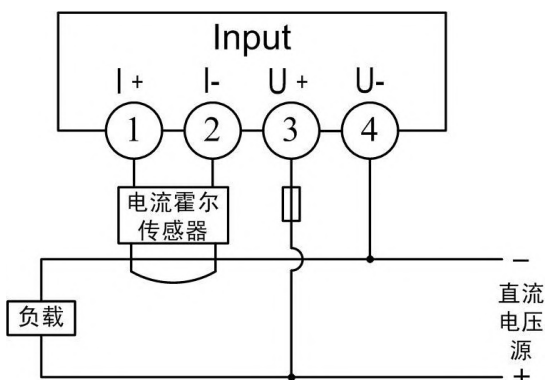 Input
I + I- U + U-
1 2 3 4
电流霍尔
传感器
负载
直流
电压
源
− 
+